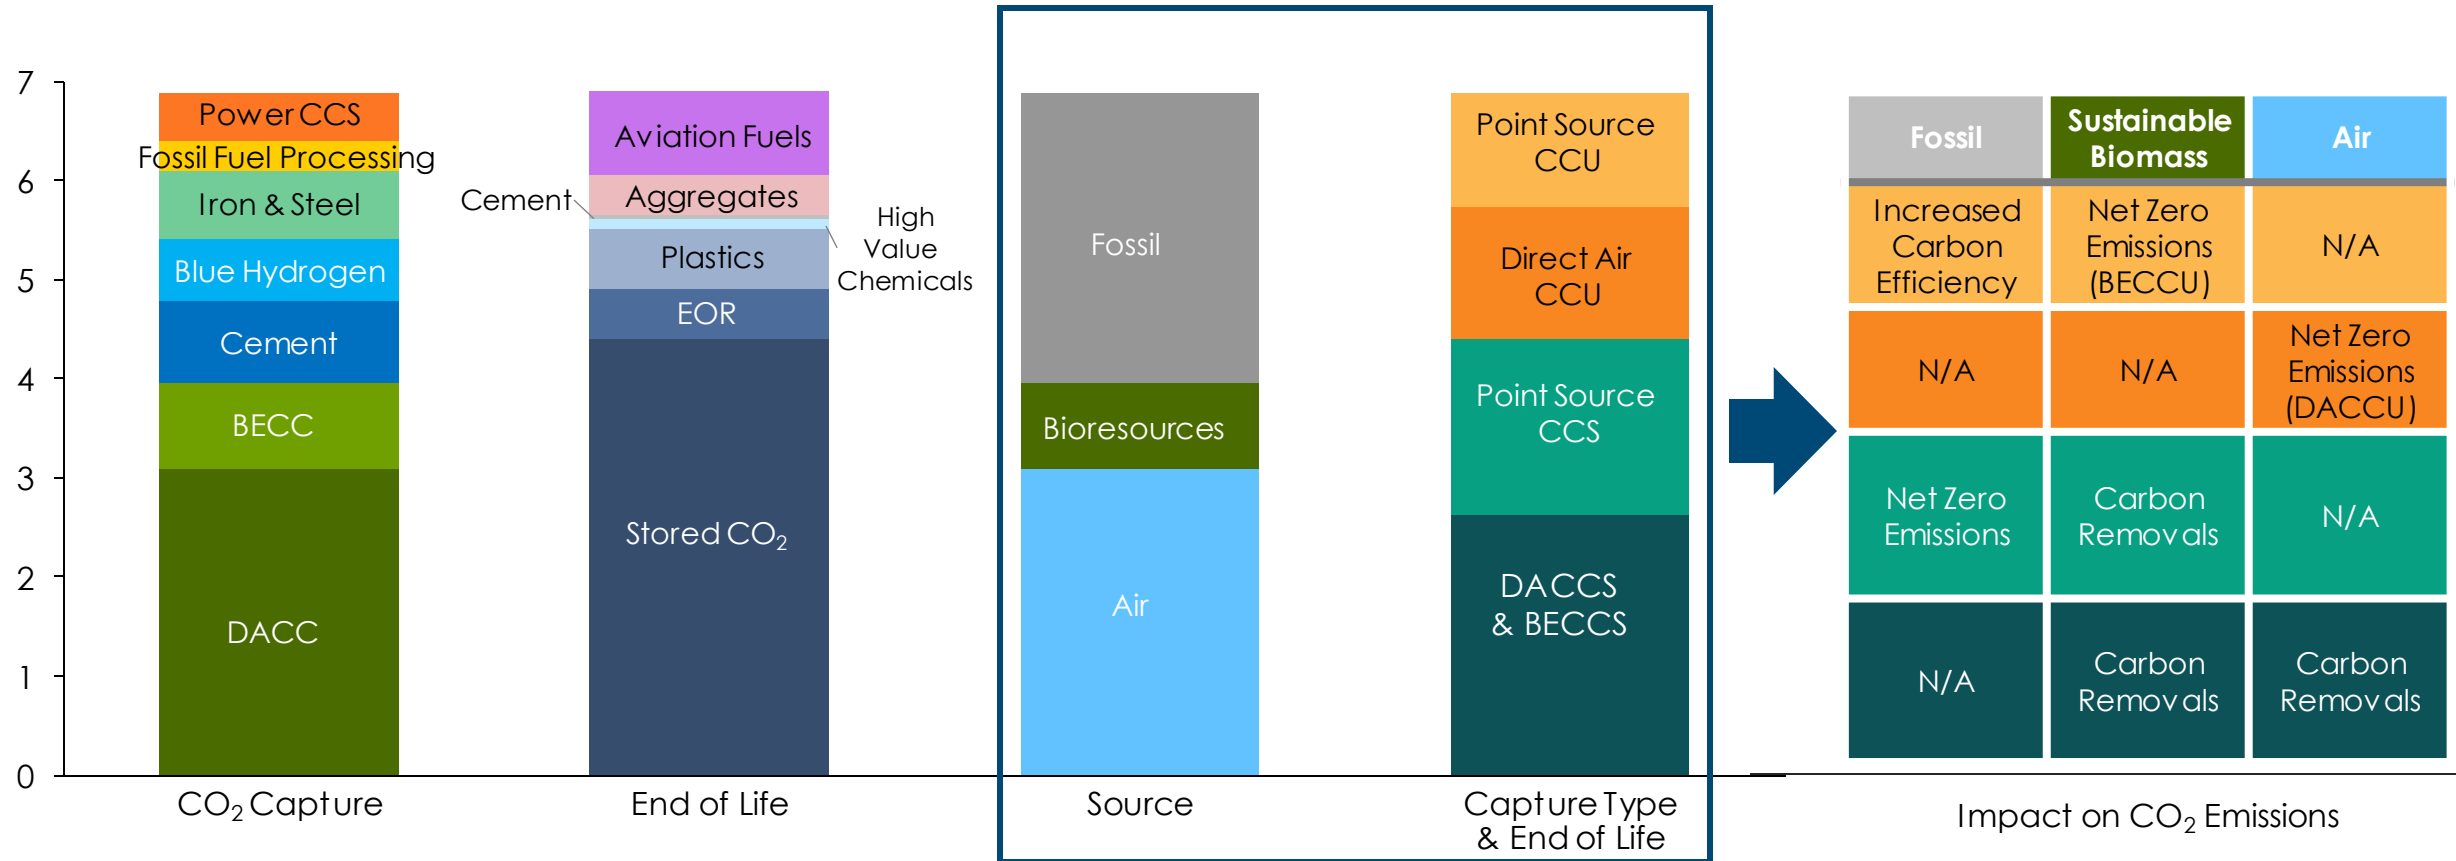 7
6
5
4
3
2
1
0
Power CCS
Fossil Fuel Processing
Iron & Steel
Blue Hydrogen
Cement
BECC
DACC
CO₂ Capture
Aviation Fuels
Aggregates
Cement
High
Value
Chemicals
Plastics
EOR
Stored CO₂
End of Life
Fossil
Bioresources
Air
Source
Point Source
CCU
Direct Air
CCU
Point Source
CCS
DACCS
& BECCS
Capture Type
& End of Life
Fossil
Sustainable
Biomass
Air
Increased
Carbon
Efficiency
Net Zero
Emissions
(BECCU)
N/A
N/A
N/A
Net Zero
Emissions
(DACCU)
Net Zero
Emissions
Carbon
Removals
N/A
N/A
Carbon
Removals
Carbon
Removals
Impact on CO₂ Emissions